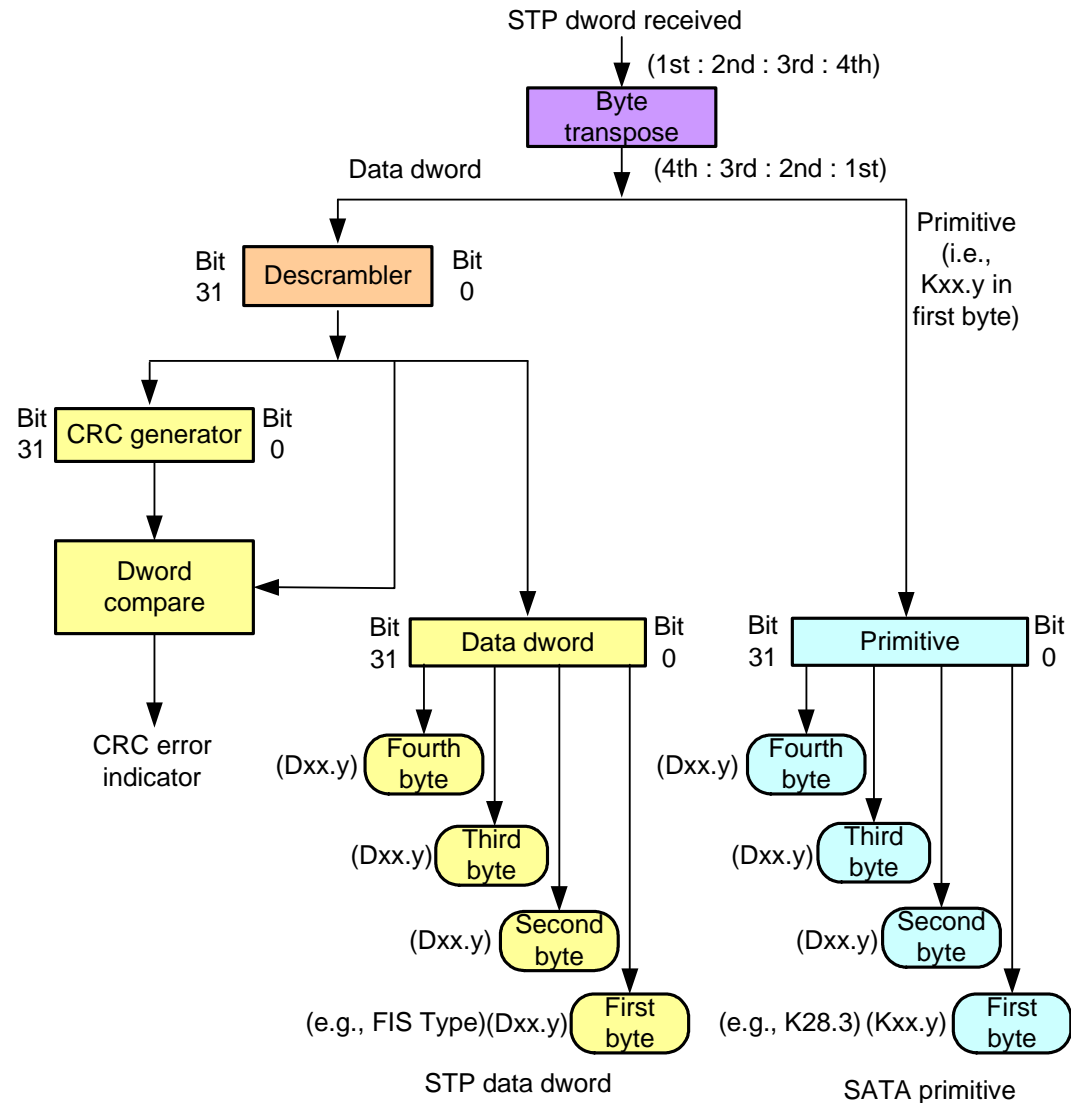 STP dword received
(1st : 2nd : 3rd : 4th)
Byte
transpose
(4th : 3rd : 2nd : 1st)
Data dword
Primitive
(i.e.,
Kxx.y in
first byte)
Bit
31
Descrambler
Bit
0
Bit
31
CRC generator
Bit
0
Dword
compare
CRC error
indicator
Bit
31
Data dword
Bit
0
(Dxx.y)
Fourth
byte
(Dxx.y)
Third
byte
(Dxx.y)
Second
byte
(e.g., FIS Type)(Dxx.y)
First
byte
STP data dword
Bit
31
Primitive
Bit
0
(Dxx.y)
Fourth
byte
(Dxx.y)
Third
byte
(Dxx.y)
Second
byte
(e.g., K28.3) (Kxx.y)
First
byte
SATA primitive